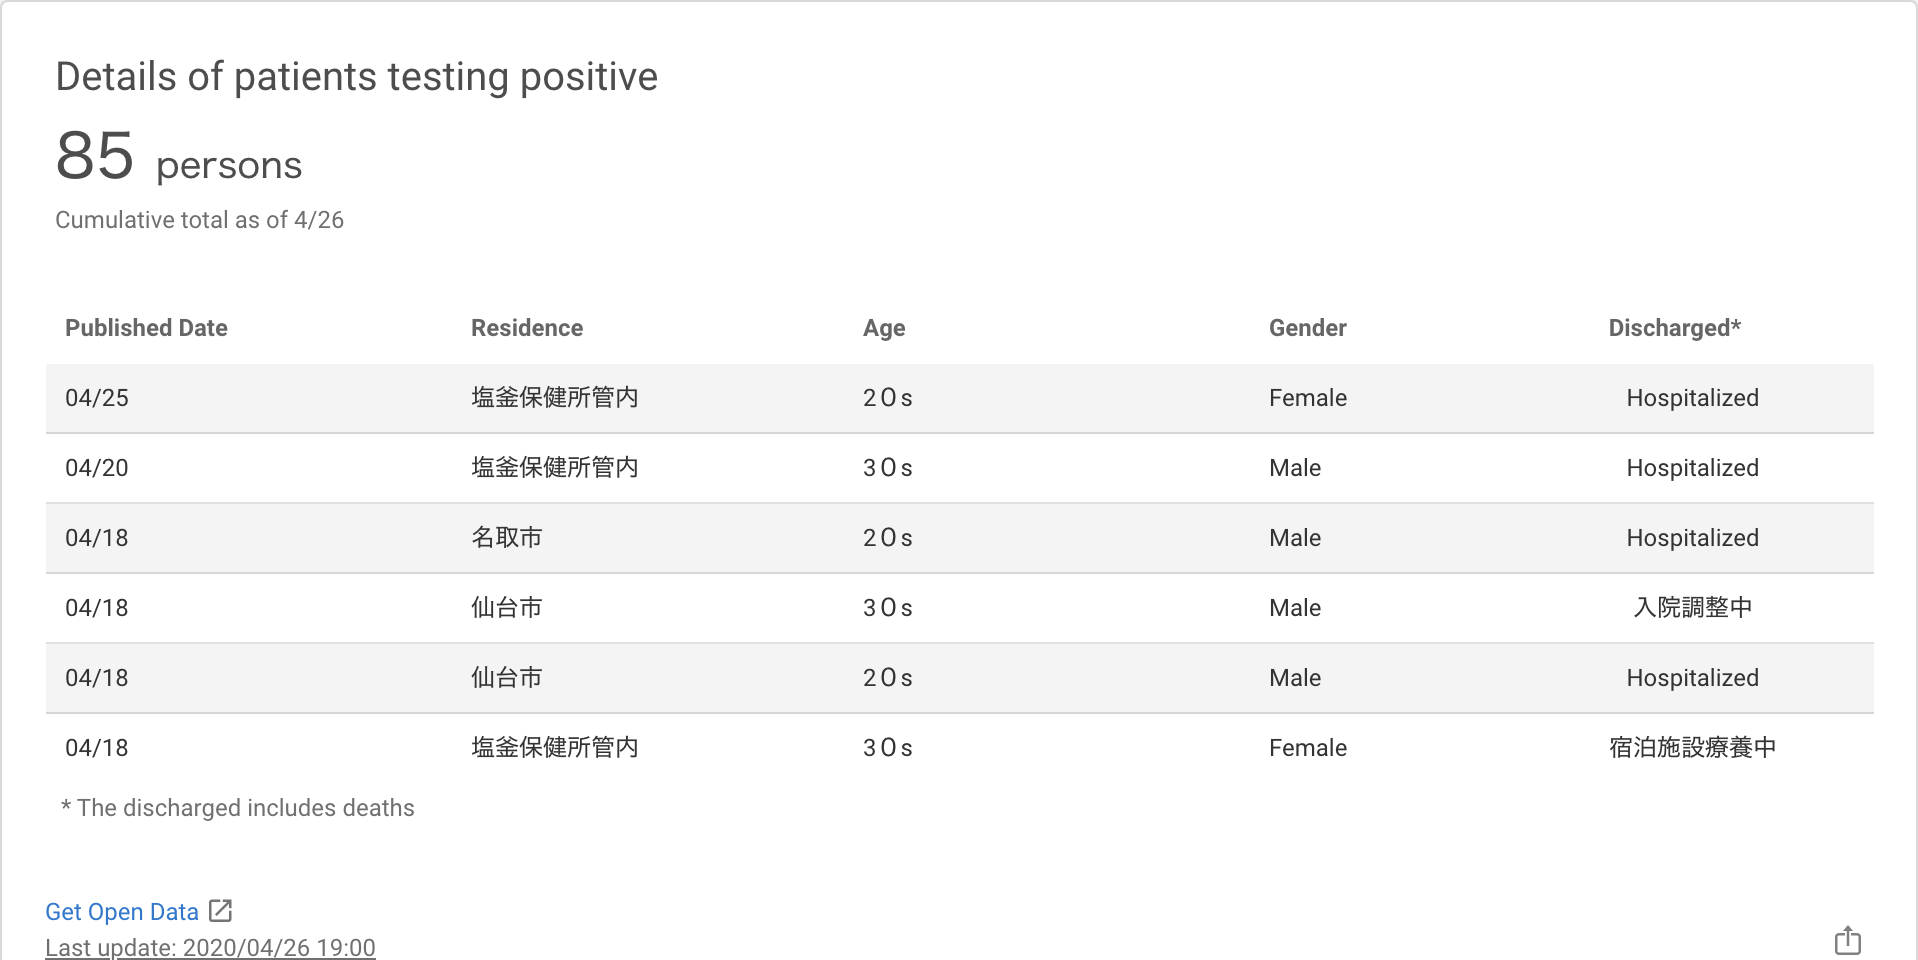 Details of patients testing positive
85 persons
Cumulative total as of 4/26
Published Date Residence Age Gender Discharged*
04/25 塩釜保健所管内 2０s Female Hospitalized
04/20 塩釜保健所管内 3０s Male Hospitalized
04/18 名取市 2０s Male Hospitalized
04/18 仙台市 3０s Male 入院調整中
04/18 仙台市 2０s Male Hospitalized
04/18 塩釜保健所管内 3０s Female 宿泊施設療養中
* The discharged includes deaths
Get Open Data
Last update: 2020/04/26 19:00